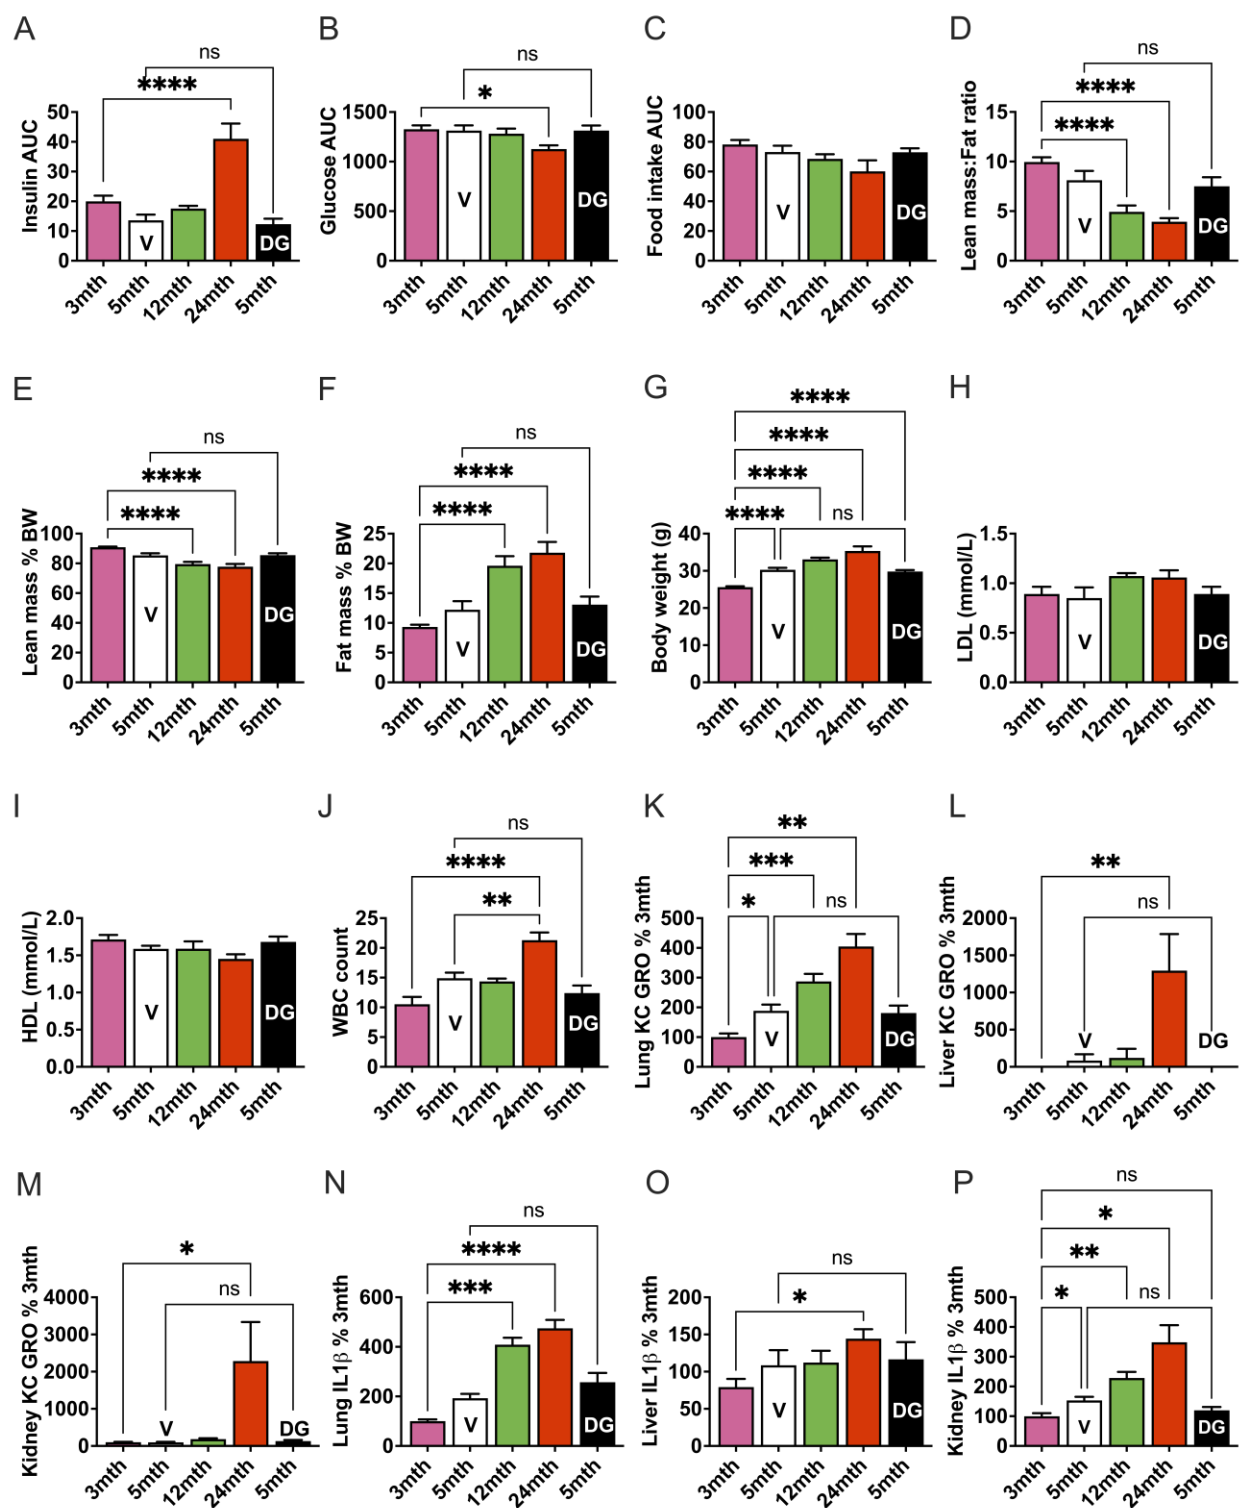 A
Insulin AUC
50
40
30
20
10
0
****
ns
V
DG
3mth
5mth
12mth
24mth
5mth
B
Glucose AUC
1500
1000
500
0
*
ns
V
DG
3mth
5mth
12mth
24mth
5mth
C
Food intake AUC
100
80
60
40
20
0
V
DG
3mth
5mth
12mth
24mth
5mth
D
Lean mass:Fat ratio
15
10
5
0
****
****
ns
V
DG
3mth
5mth
12mth
24mth
5mth
E
Lean mass % BW
100
80
60
40
20
0
****
****
ns
V
DG
3mth
5mth
12mth
24mth
5mth
F
Fat mass % BW
25
20
15
10
5
0
****
****
ns
V
DG
3mth
5mth
12mth
24mth
5mth
G
Body weight (g)
40
30
20
10
0
****
****
****
****
ns
V
DG
3mth
5mth
12mth
24mth
5mth
H
LDL (mmol/L)
1.5
1.0
0.5
0.0
V
DG
3mth
5mth
12mth
24mth
5mth
I
HDL (mmol/L)
2.0
1.5
1.0
0.5
0.0
V
DG
3mth
5mth
12mth
24mth
5mth
J
WBC count
25
20
15
10
5
0
ns
****
**
V
DG
3mth
5mth
12mth
24mth
5mth
K
Lung KC GRO % 3mth
500
400
300
200
100
0
**
***
*
ns
V
DG
3mth
5mth
12mth
24mth
5mth
L
Liver KC GRO % 3mth
2000
1500
1000
500
0
**
ns
V
DG
3mth
5mth
12mth
24mth
5mth
M
Kidney KC GRO % 3mth
4000
3000
2000
1000
0
*
ns
V
DG
3mth
5mth
12mth
24mth
5mth
N
Lung IL1β % 3mth
600
400
200
0
ns
****
***
V
DG
3mth
5mth
12mth
24mth
5mth
O
Liver IL1β % 3mth
200
150
100
50
0
ns
*
V
DG
3mth
5mth
12mth
24mth
5mth
P
Kidney IL1β % 3mth
500
400
300
200
100
0
ns
*
**
*
ns
V
DG
3mth
5mth
12mth
24mth
5mth